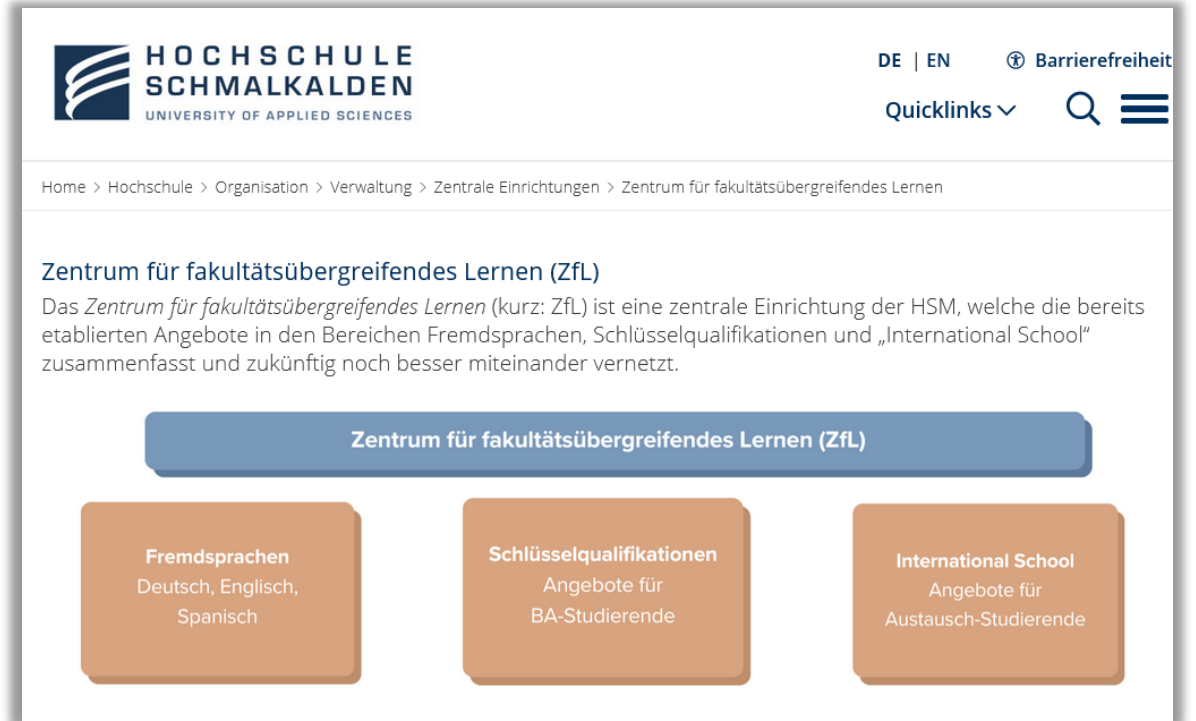 HOCHSCHULE
SCHMALKALDEN
UNIVERSITY OF APPLIED SCIENCES
DE | EN Barrierefreiheit
Quicklinks
Home > Hochschule > Organisation > Verwaltung > Zentrale Einrichtungen > Zentrum für fakultätsübergreifendes Lernen
Zentrum für fakultätsübergreifendes Lernen (ZfL)
Das Zentrum für fakultätsübergreifendes Lernen (kurz: ZfL) ist eine zentrale Einrichtung der HSM, welche die bereits
etablierten Angebote in den Bereichen Fremdsprachen, Schlüsselqualifikationen und „International School“
zusammenfasst und zukünftig noch besser miteinander vernetzt.
Zentrum für fakultätsübergreifendes Lernen (ZfL)
Fremdsprachen
Deutsch, Englisch,
Spanisch
Schlüsselqualifikationen
Angebote für
BA-Studierende
International School
Angebote für
Austausch-Studierende